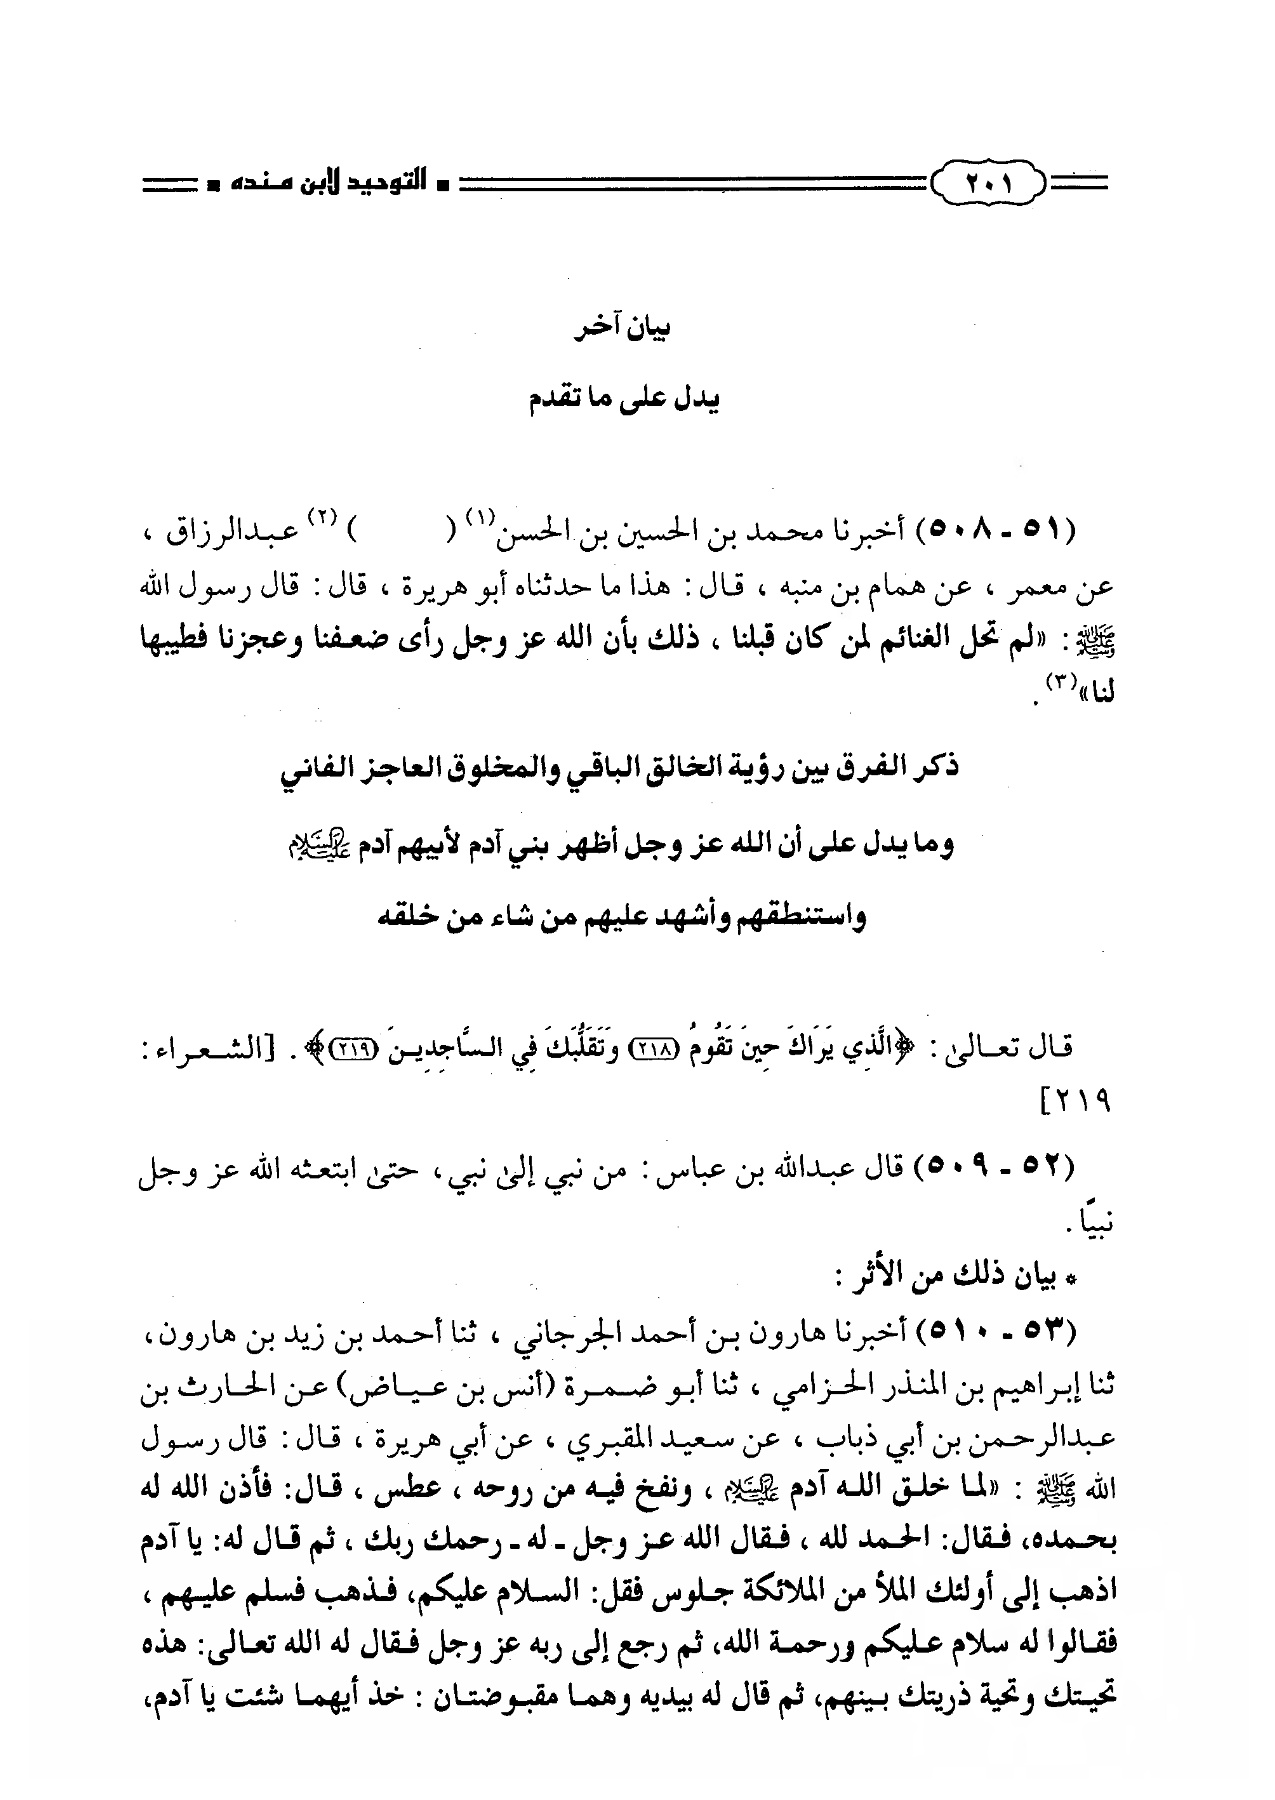 ٢٠١ ■ التوحيد لابن منده ■
بيان آخر
يدل على ما تقدم
(٥١ - ٥٠٨) أخبرنا محمد بن الحسين بن الحسن(١) ( )(٢) عبدالرزاق ،
عن معمر ، عن همام بن منبه ، قال : هذا ما حدثناه أبو هريرة ، قال : قال رسول الله
ﷺ : «لم تحل الغنائم لمن كان قبلنا ، ذلك بأن الله عز وجل رأى ضعفنا وعجزنا فطيبها
لنا»(٣) .
ذكر الفرق بين رؤية الخالق الباقي والمخلوق العاجز الفاني
وما يدل على أن الله عز وجل أظهر بني آدم لأبيهم آدم عليه السلام
واستنطقهم وأشهد عليهم من شاء من خلقه
قال تعالى : ﴿الَّذِي يَرَاكَ حِينَ تَقُومُ (٢١٨) وَتَقَلُّبَكَ فِي السَّاجِدِينَ (٢١٩)﴾ . [الشعراء :
٢١٩]
(٥٢ - ٥٠٩) قال عبدالله بن عباس : من نبي إلى نبي، حتى ابتعثه الله عز وجل
نبيًا .
* بيان ذلك من الأثر :
(٥٣ - ٥١٠) أخبرنا هارون بن أحمد الجرجاني ، ثنا أحمد بن زيد بن هارون،
ثنا إبراهيم بن المنذر الحزامي ، ثنا أبو ضمرة (أنس بن عياض) عن الحارث بن
عبدالرحمن بن أبي ذباب ، عن سعيد المقبري ، عن أبي هريرة ، قال : قال رسول
الله ﷺ : «لما خلق الله آدم عليه السلام ، ونفخ فيه من روحه ، عطس ، قال: فأذن الله له
بحمده، فقال: الحمد لله ، فقال الله عز وجل - له - رحمك ربك ، ثم قال له: يا آدم
اذهب إلى أولئك الملأ من الملائكة جلوس فقل: السلام عليكم، فذهب فسلم عليهم ،
فقالوا له سلام عليكم ورحمة الله، ثم رجع إلى ربه عز وجل فقال له الله تعالى: هذه
تحيتك وتحية ذريتك بينهم، ثم قال له بيديه وهما مقبوضتان : خذ أيهما شئت يا آدم،